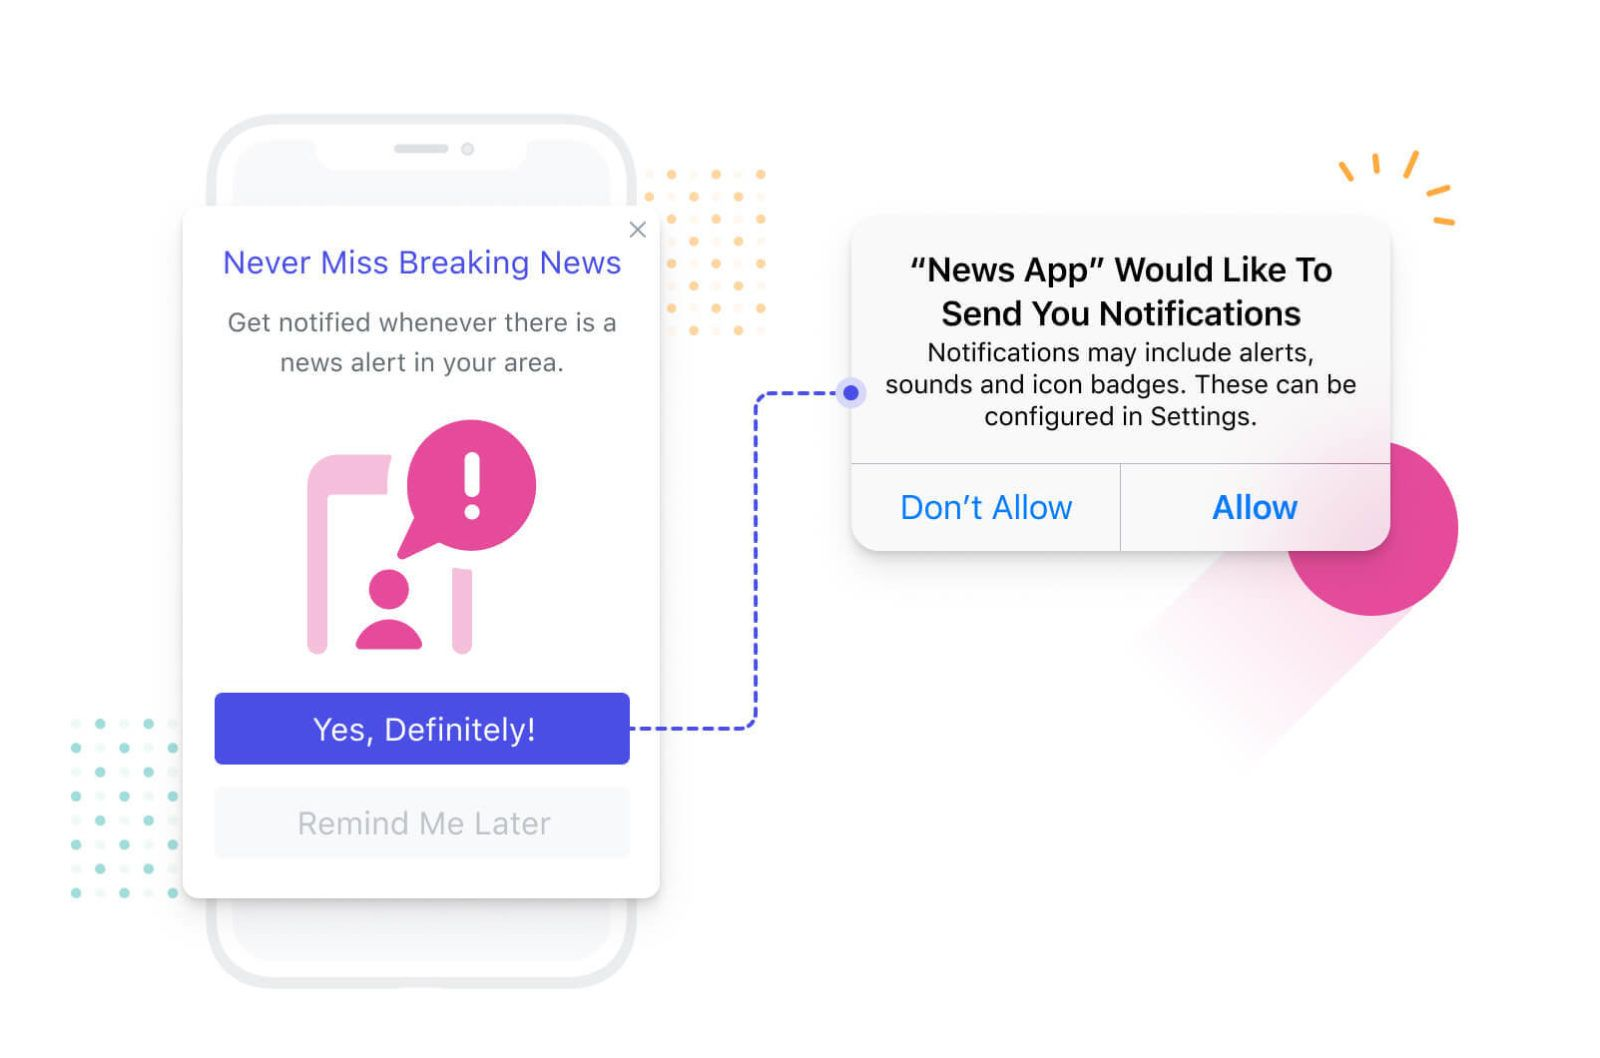 Never Miss Breaking News
Get notified whenever there is a
news alert in your area.
Yes, Definitely!
Remind Me Later
“News App” Would Like To
Send You Notifications
Notifications may include alerts,
sounds and icon badges. These can be
configured in Settings.
Don’t Allow
Allow